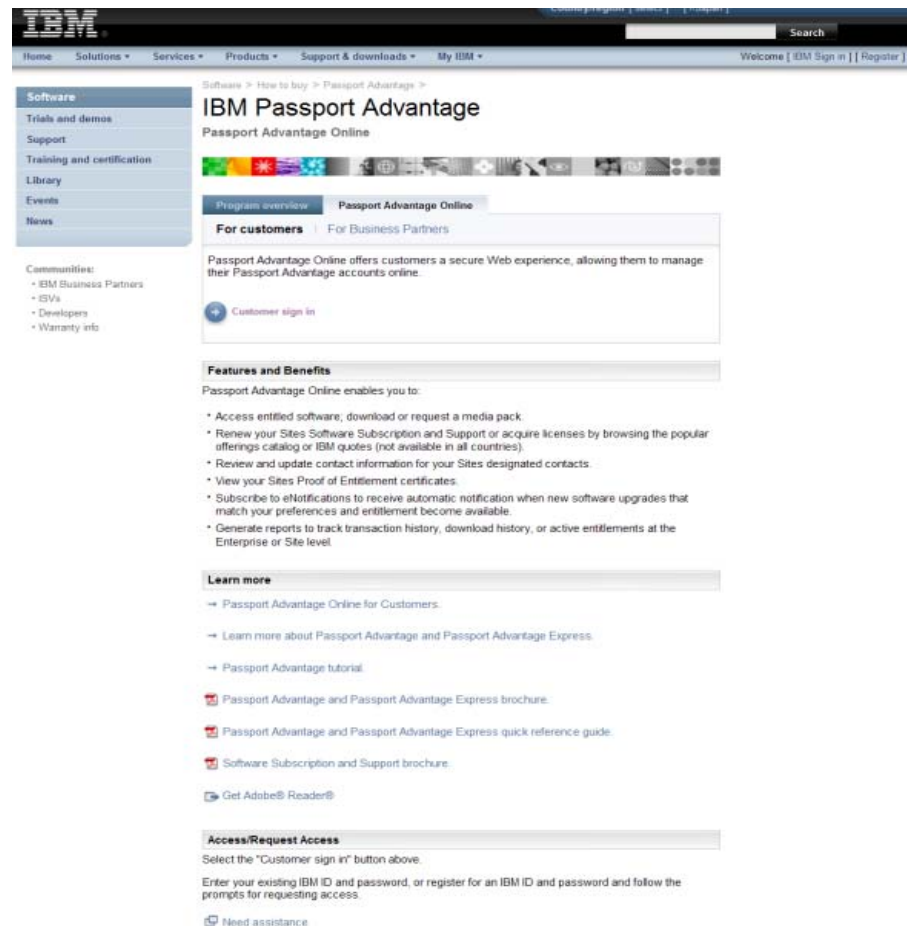 IBM
Search
Home Solutions Services Products Support & downloads My IBM Welcome [ IBM Sign in ] [ Register ]
Software
Trials and demos
Support
Training and certification
Library
Events
News
Communities:
• IBM Business Partners
• ISVs
• Developers
• Warranty info
Software > How to buy > Passport Advantage >
IBM Passport Advantage
Passport Advantage Online
Program overview Passport Advantage Online
For customers | For Business Partners
Passport Advantage Online offers customers a secure Web experience, allowing them to manage
their Passport Advantage accounts online.
Customer sign in
Features and Benefits
Passport Advantage Online enables you to:
• Access entitled software; download or request a media pack.
• Renew your Sites Software Subscription and Support or acquire licenses by browsing the popular
offerings catalog or IBM quotes (not available in all countries).
• Review and update contact information for your Sites designated contacts.
• View your Sites Proof of Entitlement certificates.
• Subscribe to eNotifications to receive automatic notification when new software upgrades that
match your preferences and entitlement become available.
• Generate reports to track transaction history, download history, or active entitlements at the
Enterprise or Site level.
Learn more
→ Passport Advantage Online for Customers.
→ Learn more about Passport Advantage and Passport Advantage Express.
→ Passport Advantage tutorial.
Passport Advantage and Passport Advantage Express brochure.
Passport Advantage and Passport Advantage Express quick reference guide.
Software Subscription and Support brochure.
Get Adobe® Reader®
Access/Request Access
Select the "Customer sign in" button above.
Enter your existing IBM ID and password, or register for an IBM ID and password and follow the
prompts for requesting access.
Need assistance